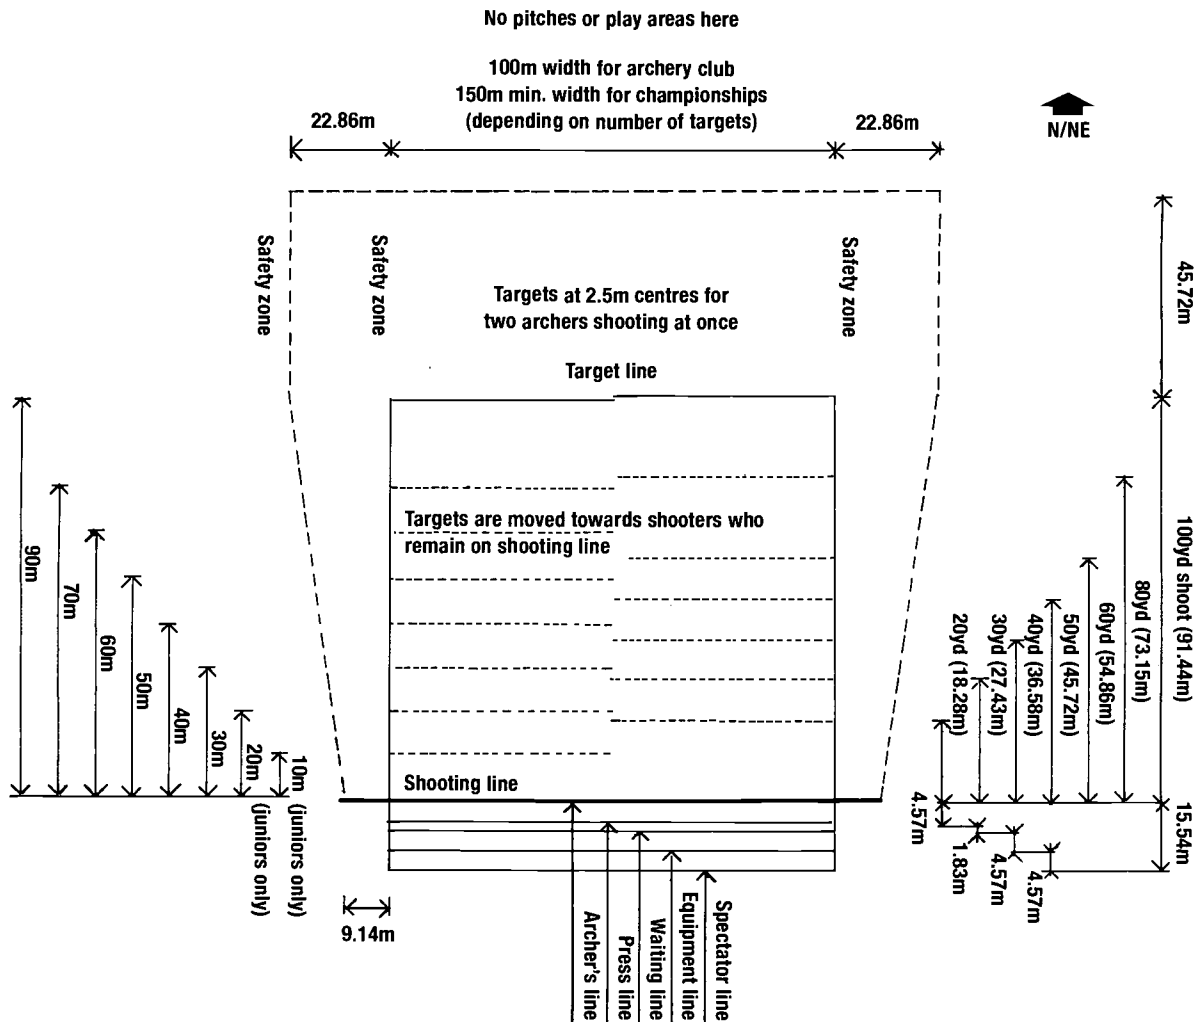 No pitches or play areas here
100m width for archery club
150m min. width for championships
(depending on number of targets)
22.86m
22.86m
N/NE
Safety zone
Safety zone
Safety zone
45.72m
Targets at 2.5m centres for
two archers shooting at once
Target line
Targets are moved towards shooters who
remain on shooting line
90m
70m
60m
50m
40m
30m
20m (juniors only)
10m (juniors only)
20yd (18.28m)
30yd (27.43m)
40yd (36.58m)
50yd (45.72m)
60yd (54.86m)
80yd (73.15m)
100yd shoot (91.44m)
Shooting line
4.57m
1.83m
4.57m
4.57m
15.54m
9.14m
Archer's line
Press line
Waiting line
Equipment line
Spectator line